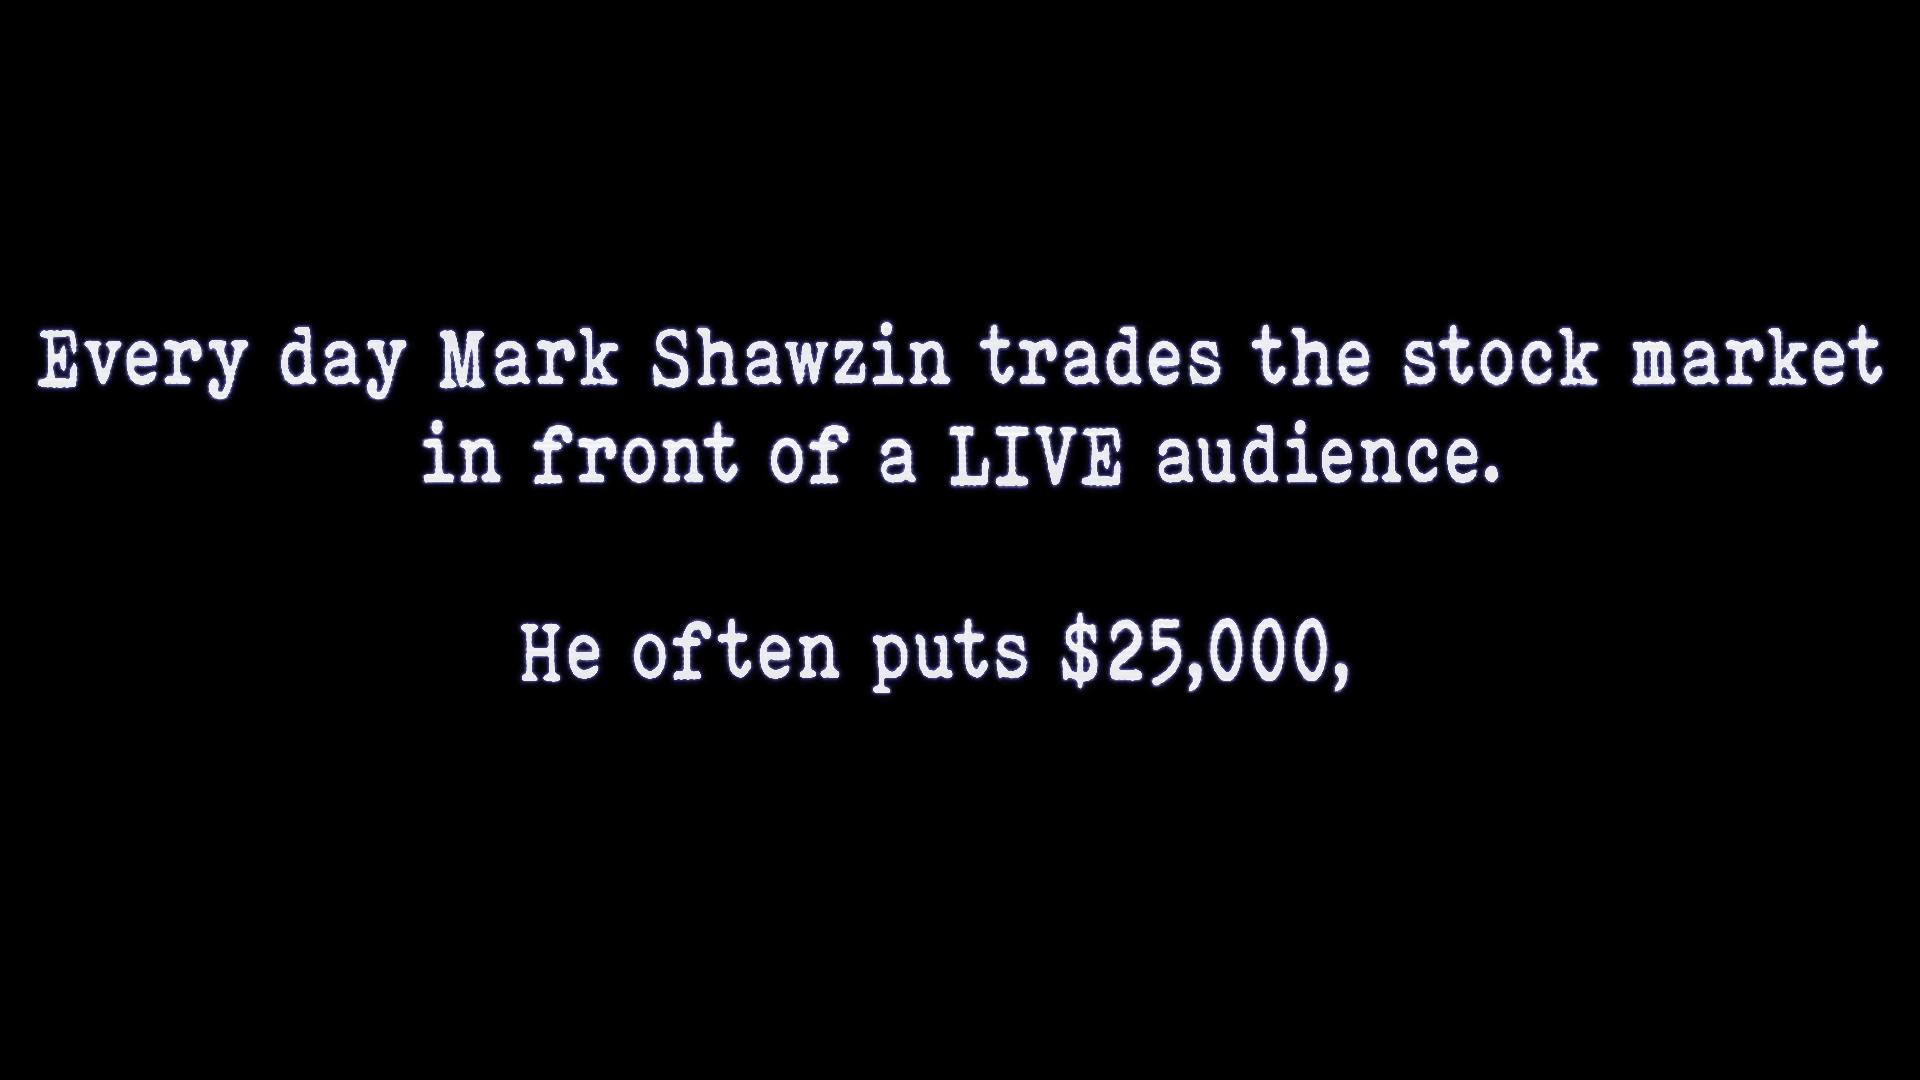 Every day Mark Shawzin trades the stock market
in front of a LIVE audience.
He often puts $25,000,